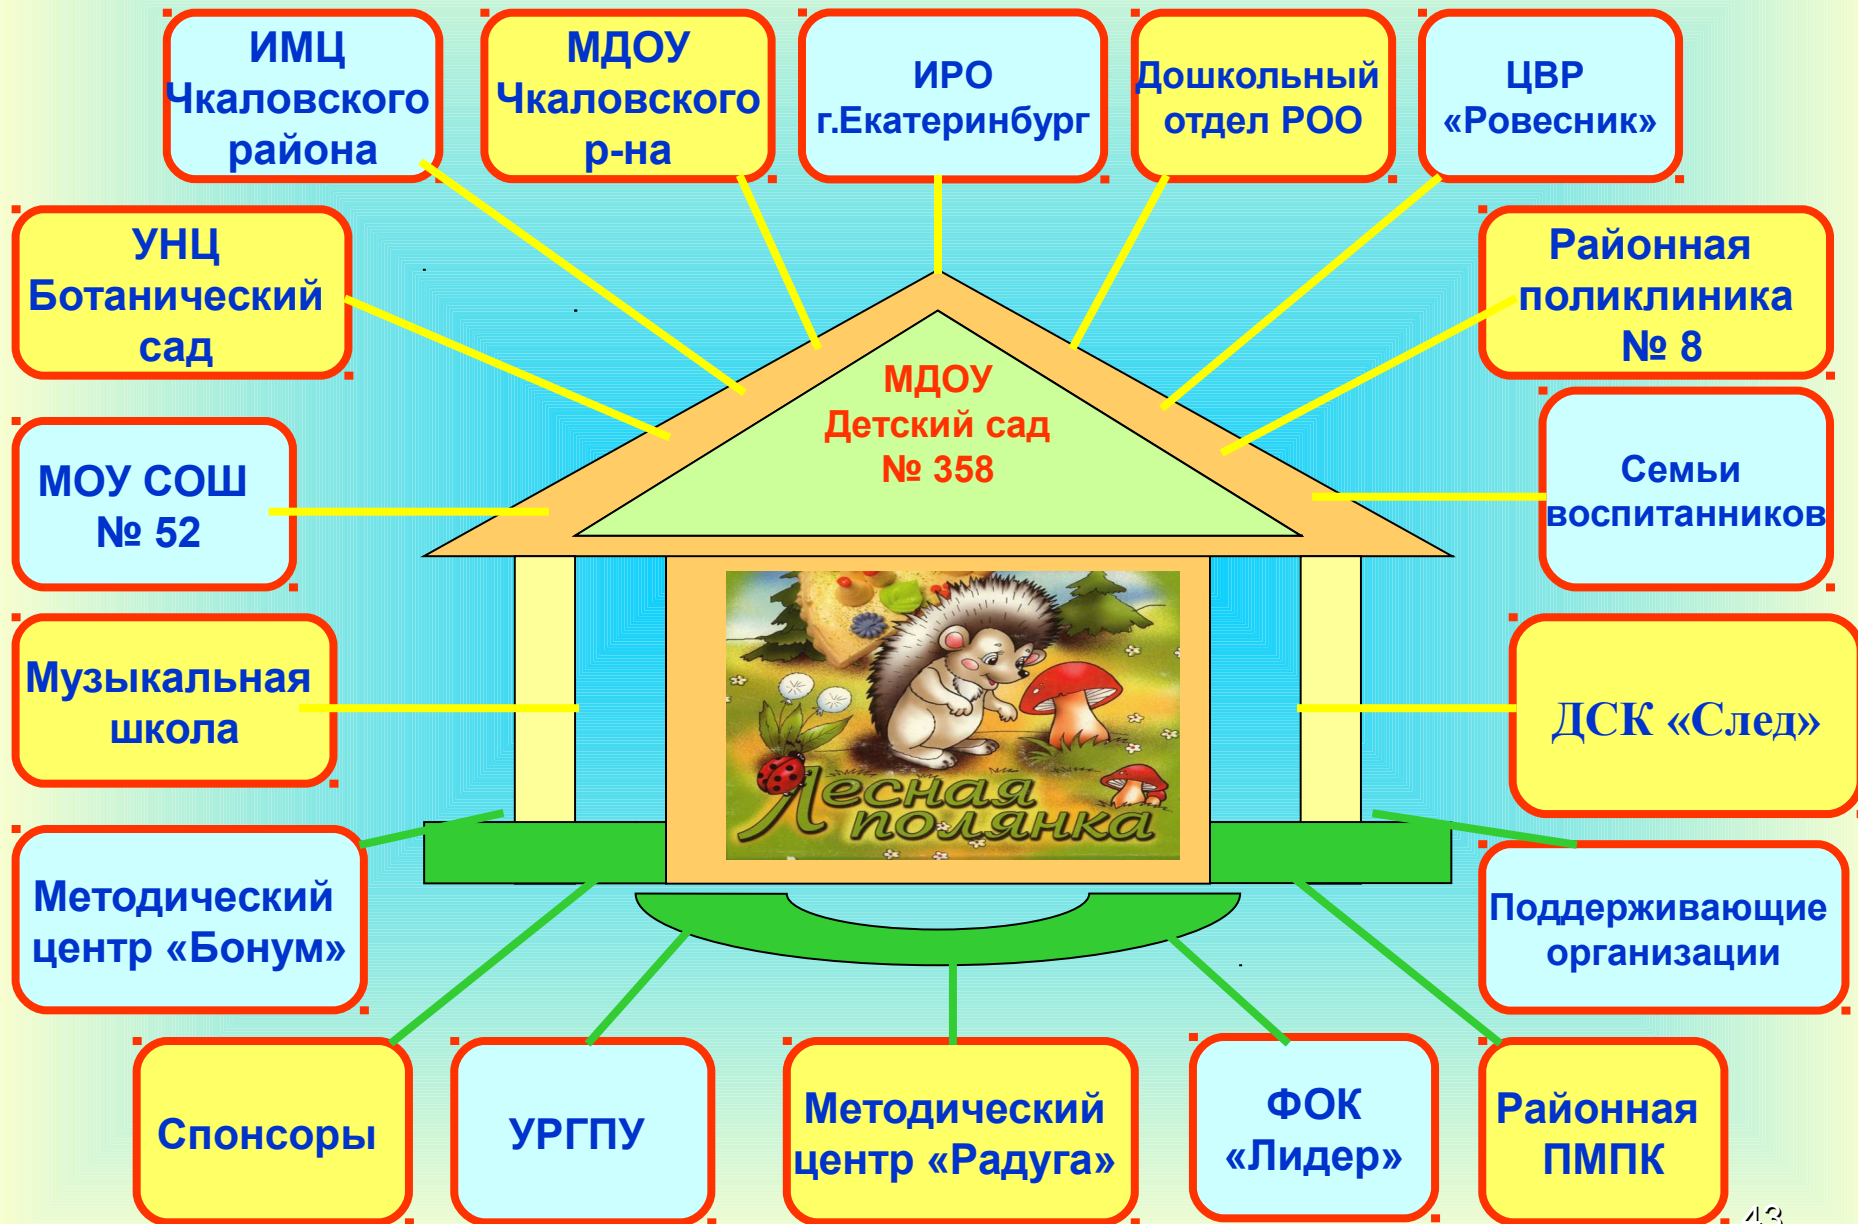 ИМЦ
Чкаловского
района
МДОУ
Чкаловского
р-на
ИРО
г.Екатеринбург
Дошкольный
отдел РОО
ЦВР
«Ровесник»
УНЦ
Ботанический
сад
Районная
поликлиника
№ 8
МДОУ
Детский сад
№ 358
МОУ СОШ
№ 52
Семьи
воспитанников
Музыкальная
школа
ДСК «След»
Лесная
полянка
Методический
центр «Бонум»
Поддерживающие
организации
Спонсоры
УРГПУ
Методический
центр «Радуга»
ФОК
«Лидер»
Районная
ПМПК
43